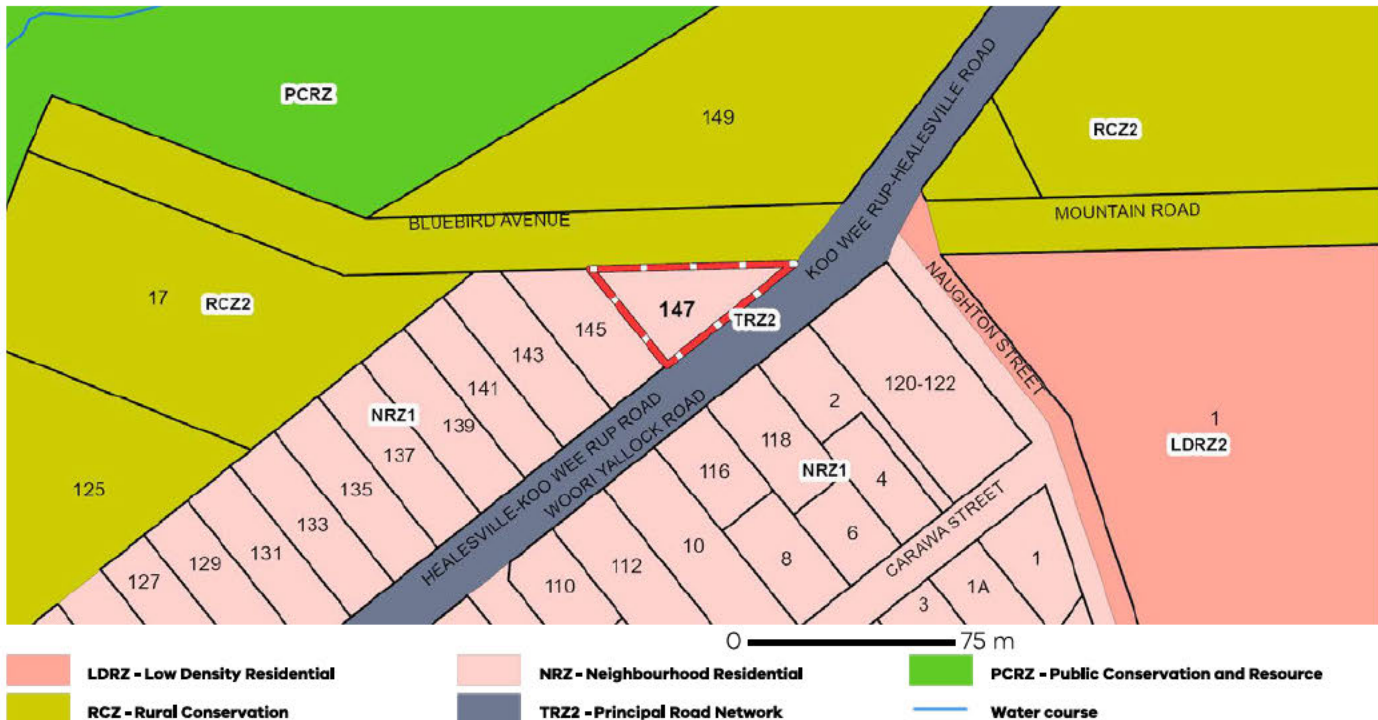 PCRZ
149
KOO WEE RUP-HEALESVILLE ROAD
RCZ2
BLUEBIRD AVENUE
MOUNTAIN ROAD
17
RCZ2
147
TRZ2
NAUGHTON STREET
145
143
141
NRZ1
139
137
135
133
131
129
127
125
HEALESVILLE-KOO WEE RUP ROAD
WOORI YALLOCK ROAD
120-122
2
118
NRZ1
116
4
6
10
8
112
110
CARAWA STREET
1
LDRZ2
1
1A
3
0 75 m
LDRZ - Low Density Residential
NRZ - Neighbourhood Residential
PCRZ - Public Conservation and Resource
RCZ - Rural Conservation
TRZ2 - Principal Road Network
Water course